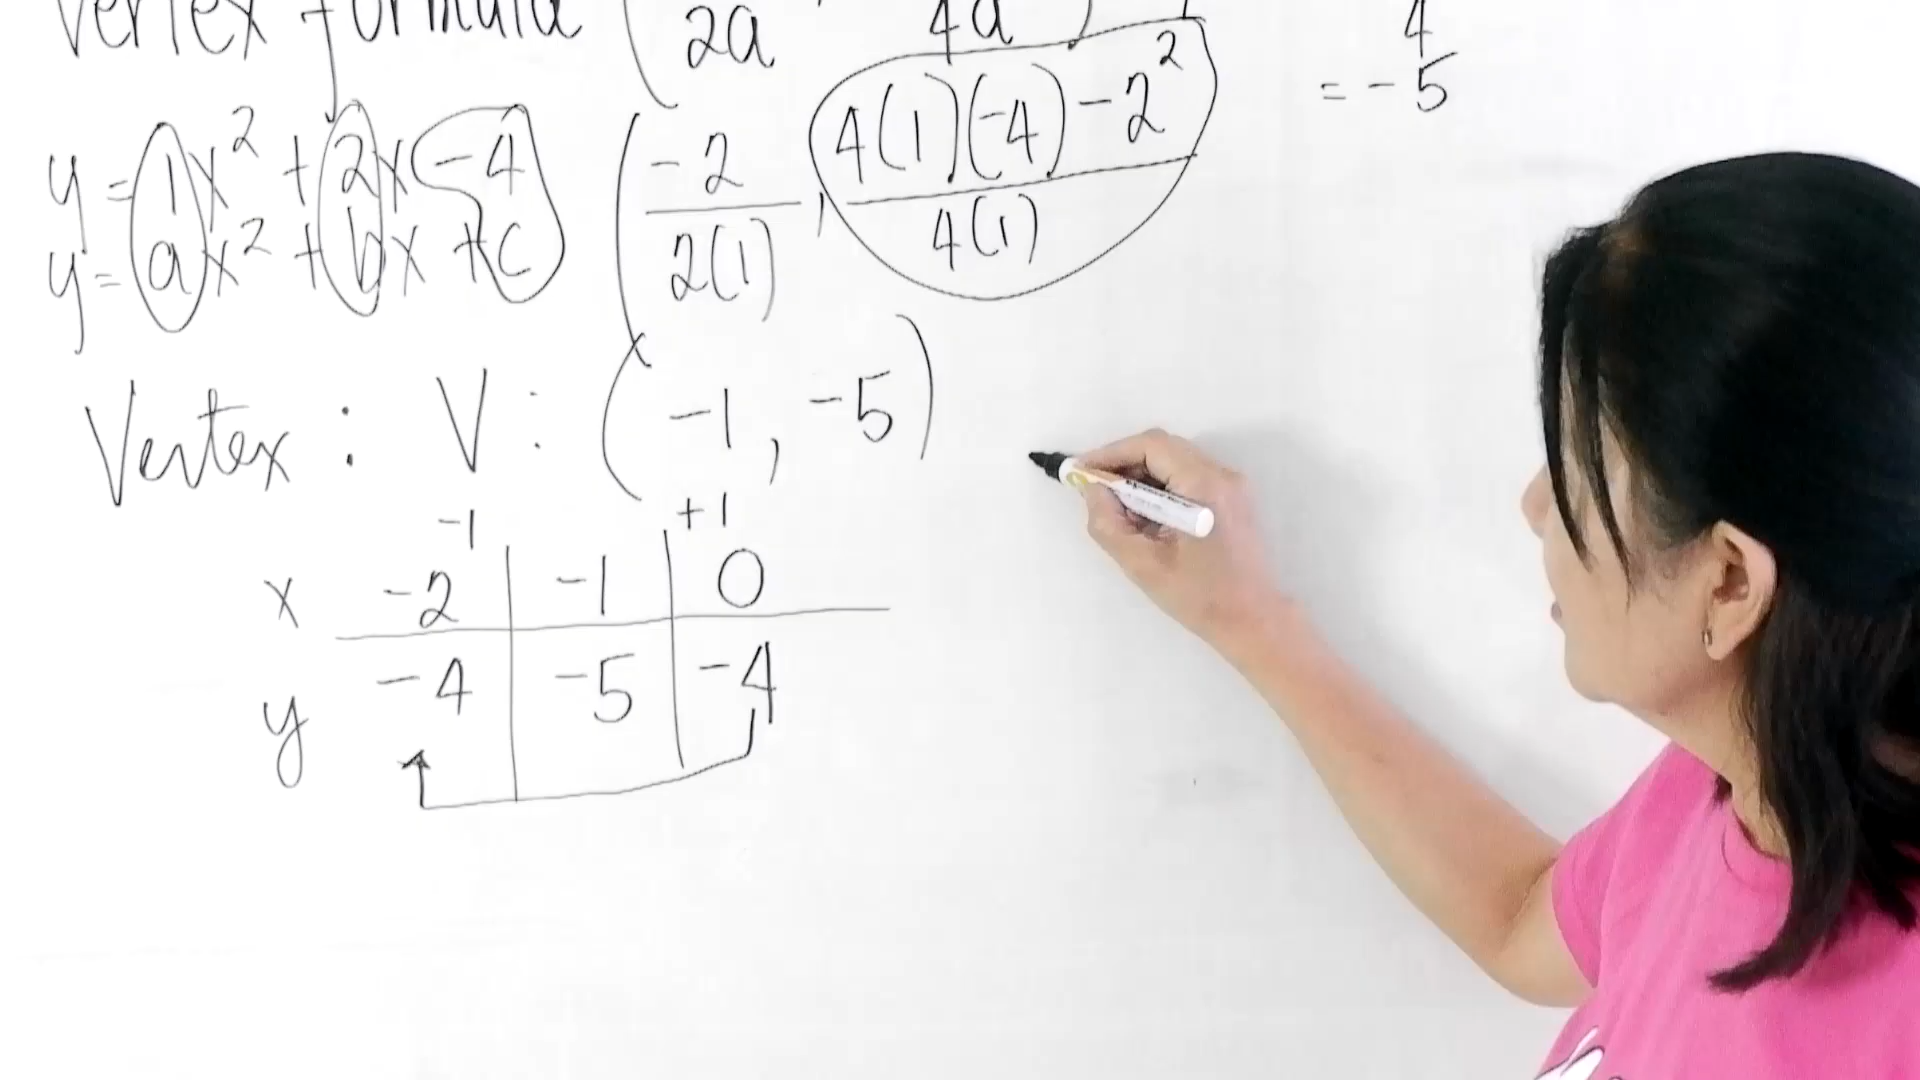 Vertex formula ( 2a , 4a )
4
= -5
y = 1x² + 2x -4 ( -2 / 2(1) , 4(1)(-4) -2² / 4(1)
y = ax² + bx + c
Vertex : V : ( -1 , -5 )
-1 +1
x -2 -1 0
y -4 -5 -4